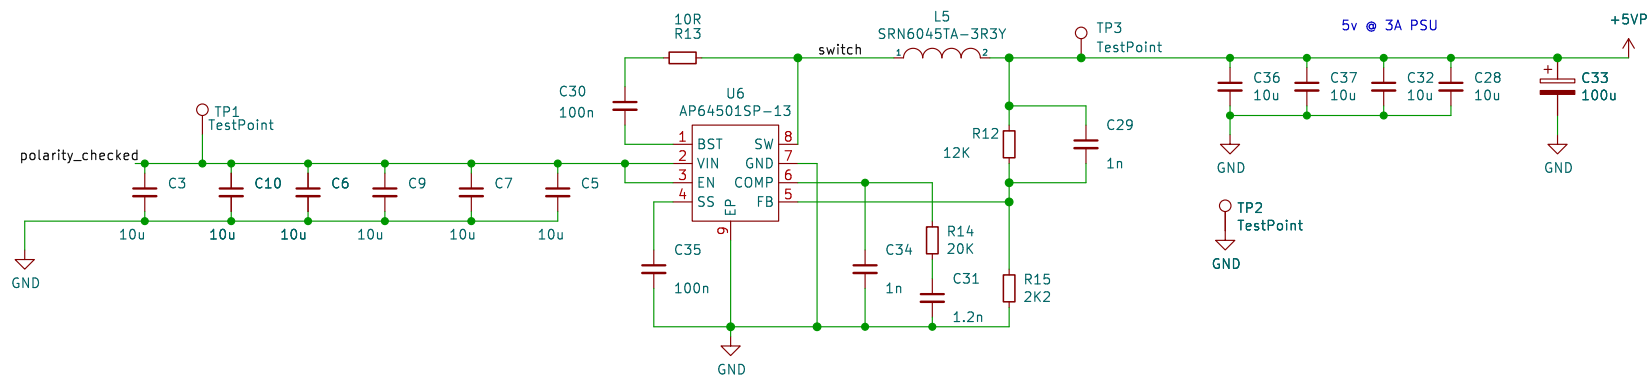 10R
R13
L5
SRN6045TA-3R3Y
switch
1
2
TP3
TestPoint
5v @ 3A PSU
+5VP
C30
100n
U6
AP64501SP-13
C36
10u
C37
10u
C32
10u
C28
10u
+
C33
100u
TP1
TestPoint
polarity_checked
1
BST
SW
8
2
VIN
GND
7
3
EN
COMP
6
4
SS
EP
FB
5
9
R12
12K
C29
1n
GND
GND
C3
C10
C6
C9
C7
C5
10u
10u
10u
10u
10u
10u
GND
TP2
TestPoint
GND
C35
100n
C34
1n
R14
20K
C31
1.2n
R15
2K2
GND